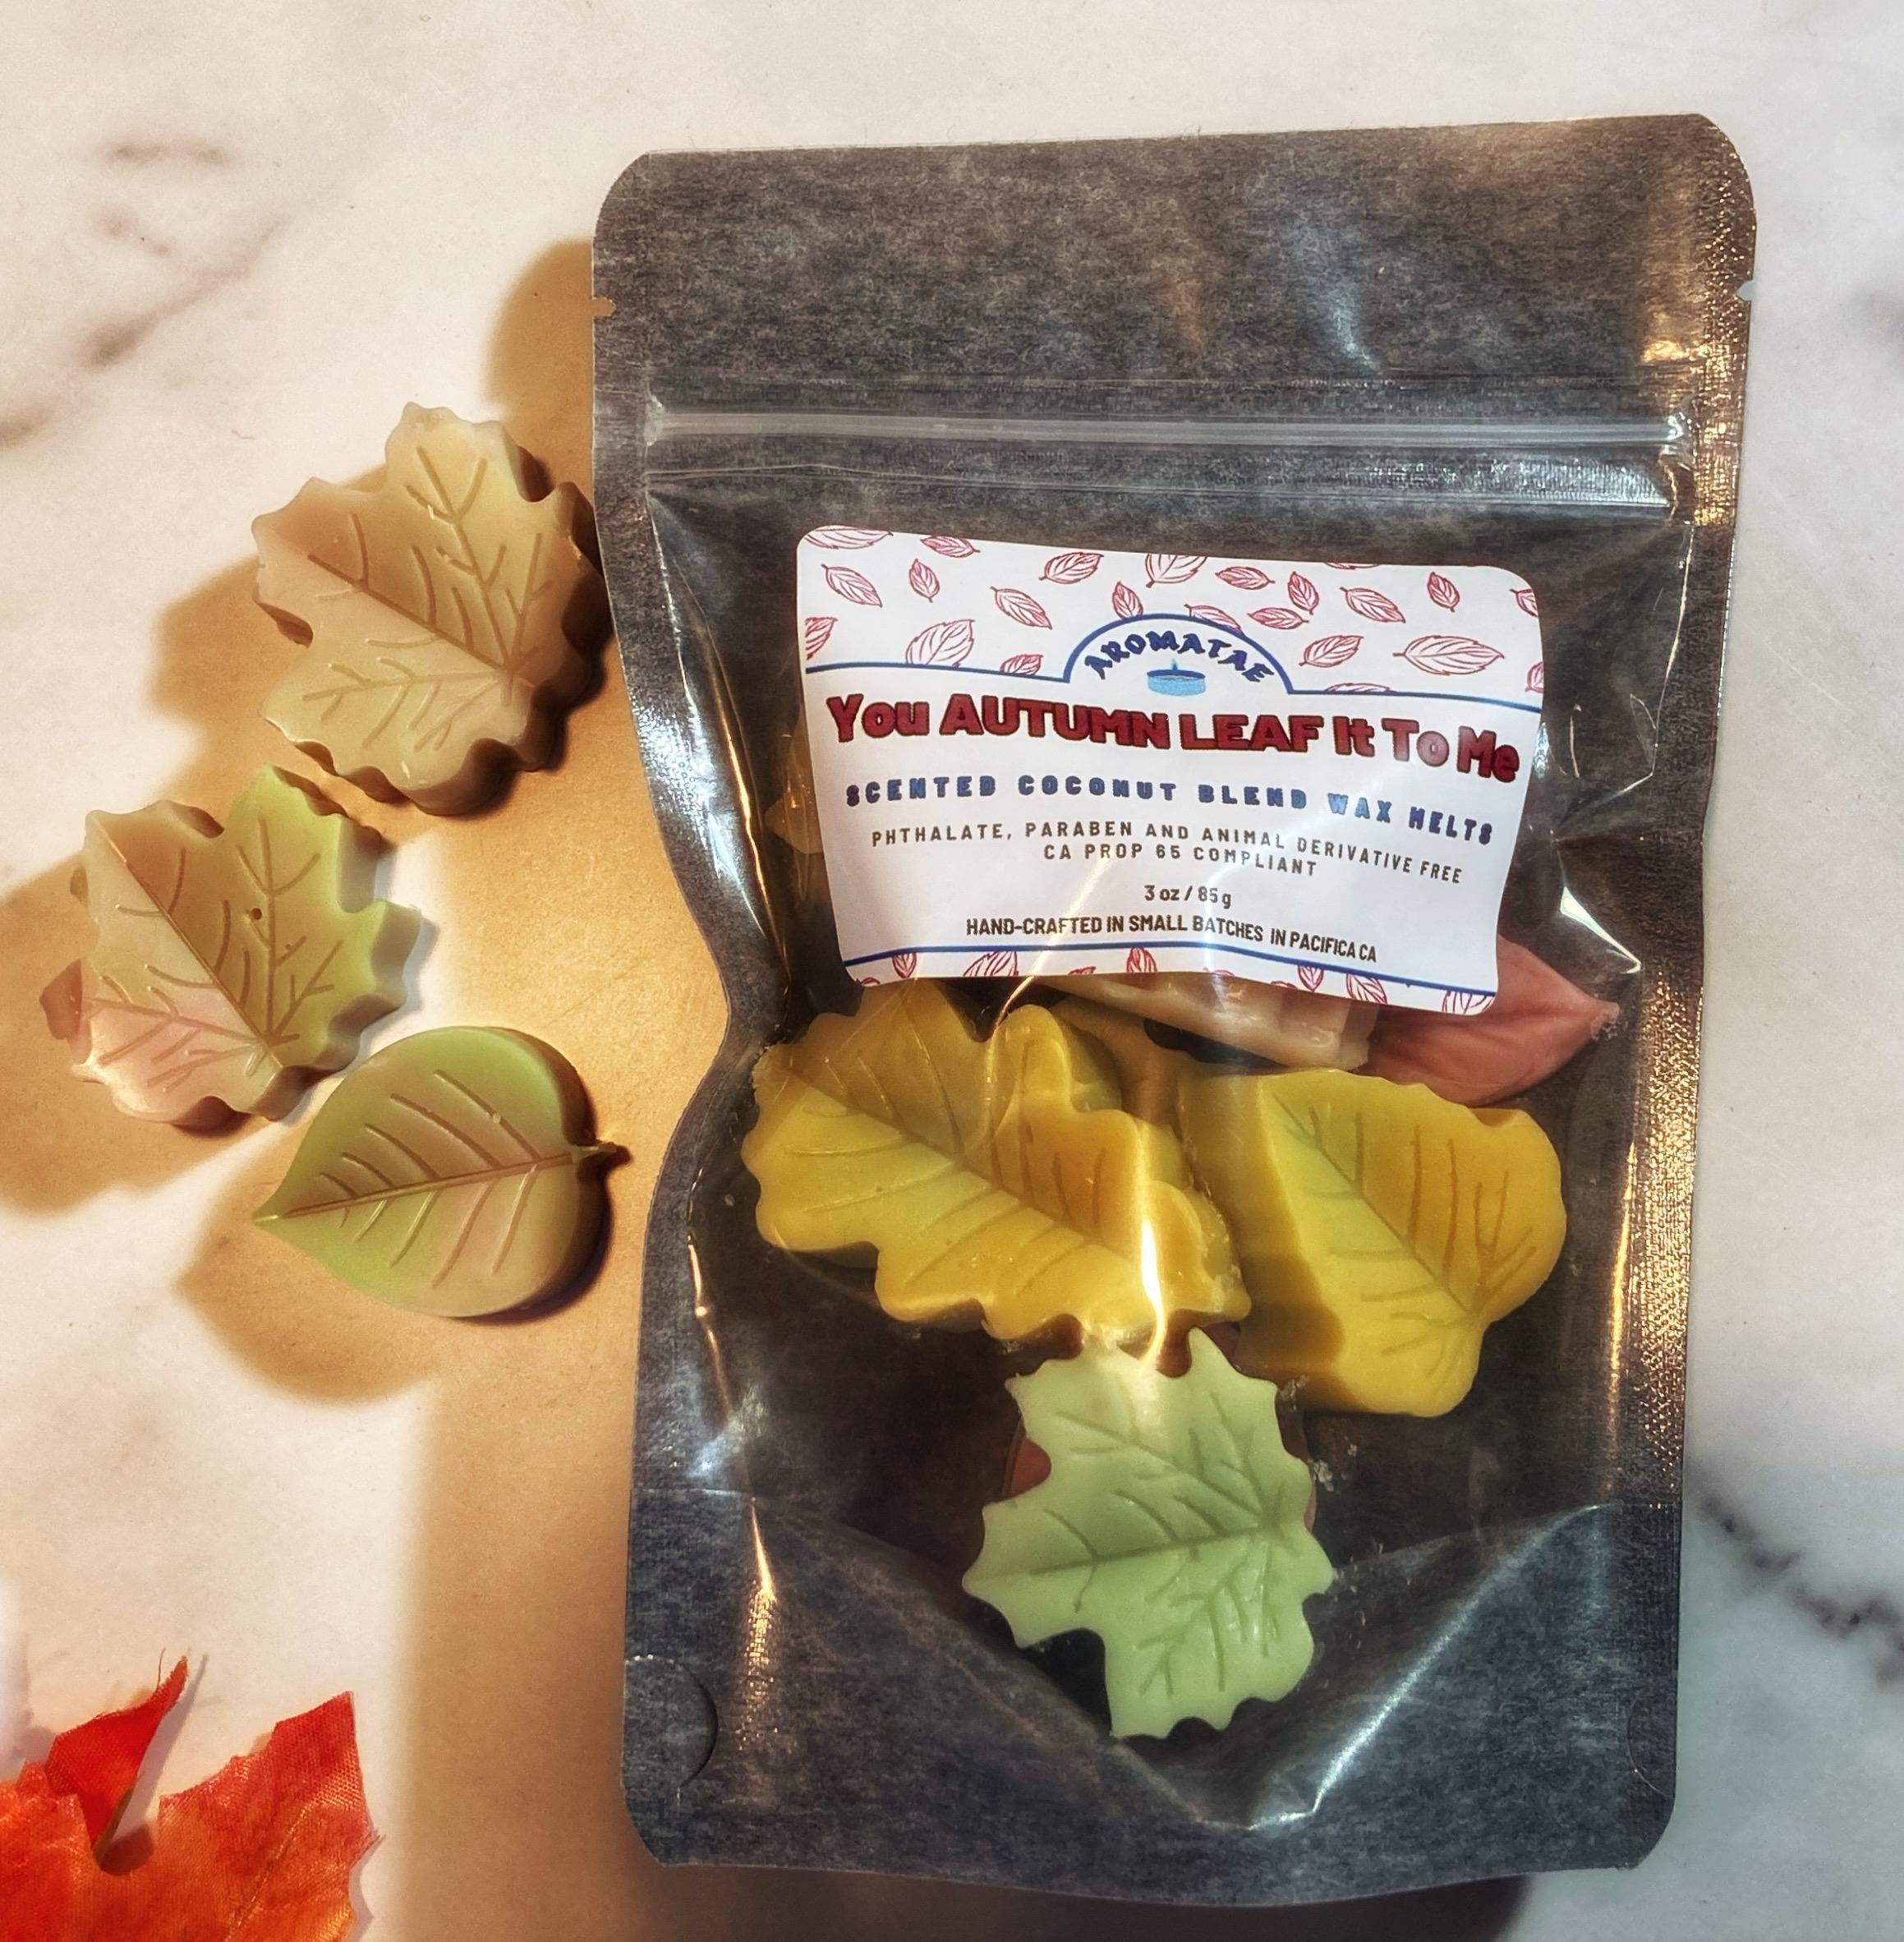 AROMATAE
You AUTUMN LEAF It To Me
SCENTED COCONUT BLEND WAX MELTS
PHTHALATE, PARABEN AND ANIMAL DERIVATIVE FREE
CA PROP 65 COMPLIANT
3 oz / 85g
HAND-CRAFTED IN SMALL BATCHES IN PACIFICA CA